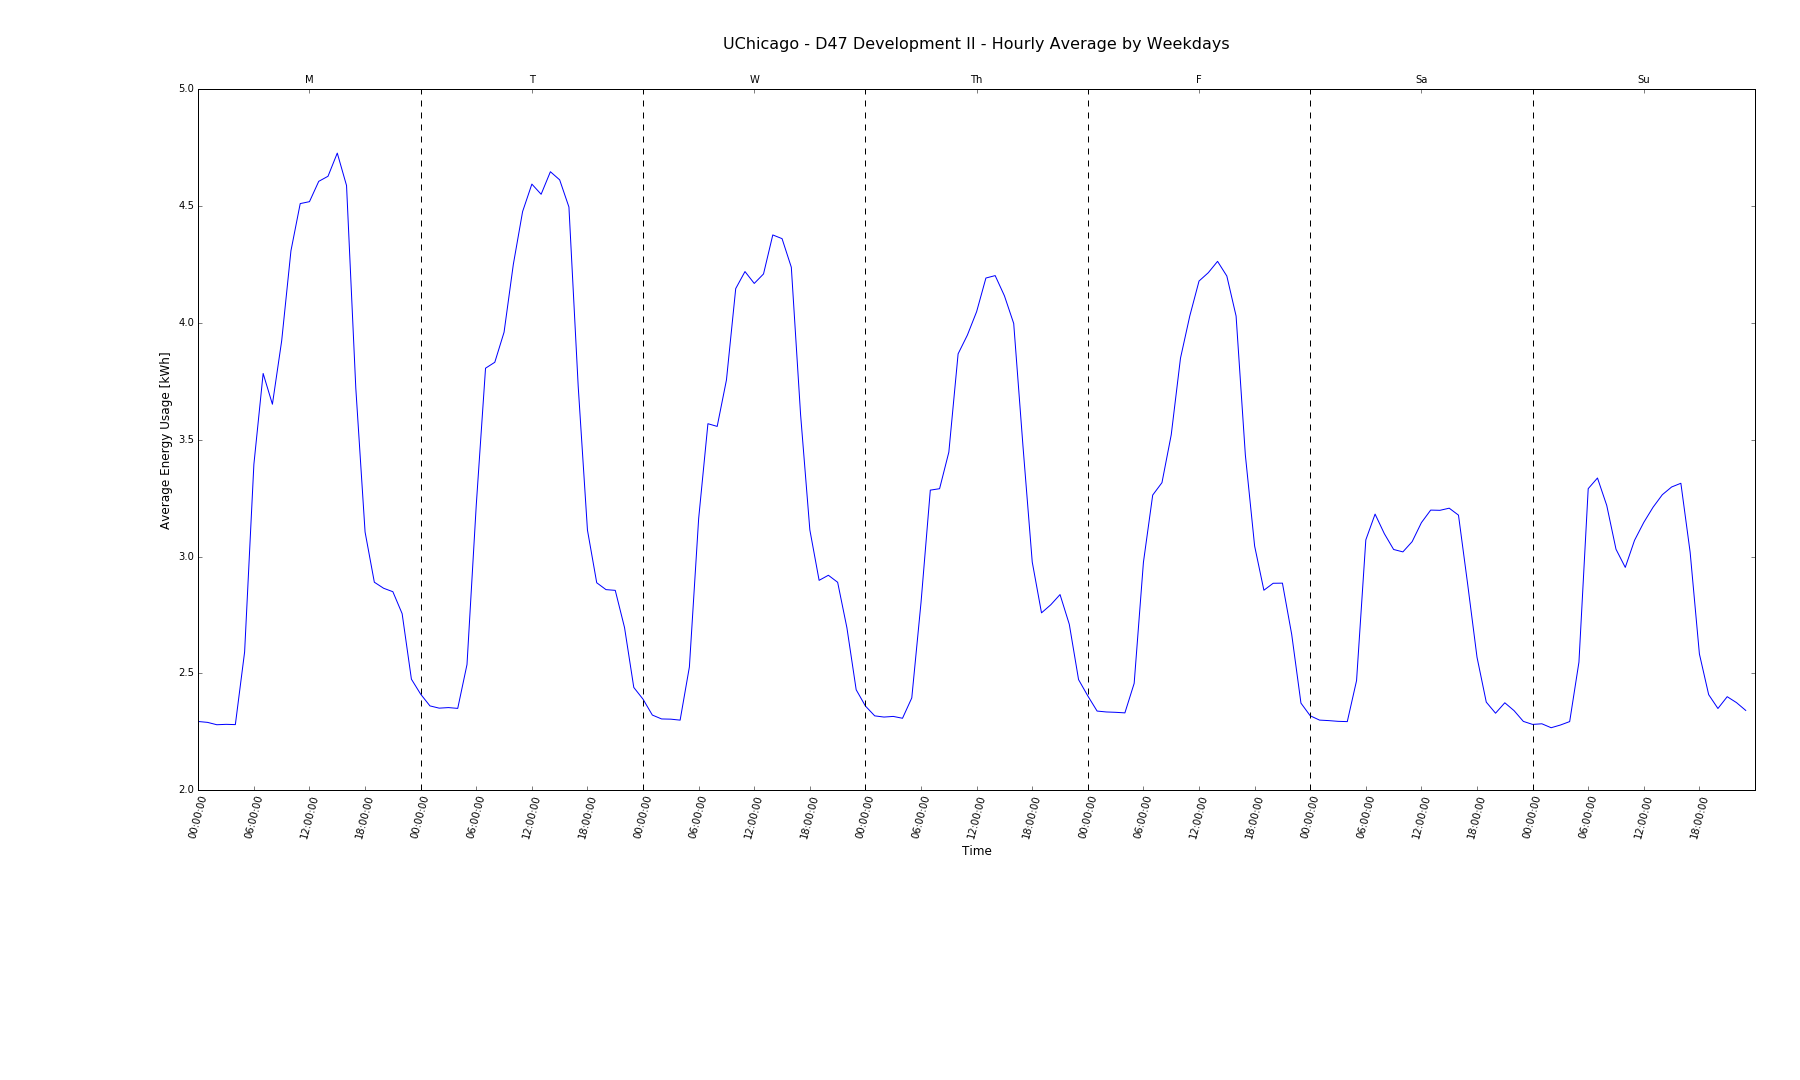 UChicago - D47 Development II - Hourly Average by Weekdays
M T W Th F Sa Su
5.0
4.5
4.0
3.5
3.0
2.5
2.0
Average Energy Usage [kWh]
00:00:00 06:00:00 12:00:00 18:00:00 00:00:00 06:00:00 12:00:00 18:00:00 00:00:00 06:00:00 12:00:00 18:00:00 00:00:00 06:00:00 12:00:00 18:00:00 00:00:00 06:00:00 12:00:00 18:00:00 00:00:00 06:00:00 12:00:00 18:00:00 00:00:00 06:00:00 12:00:00 18:00:00
Time